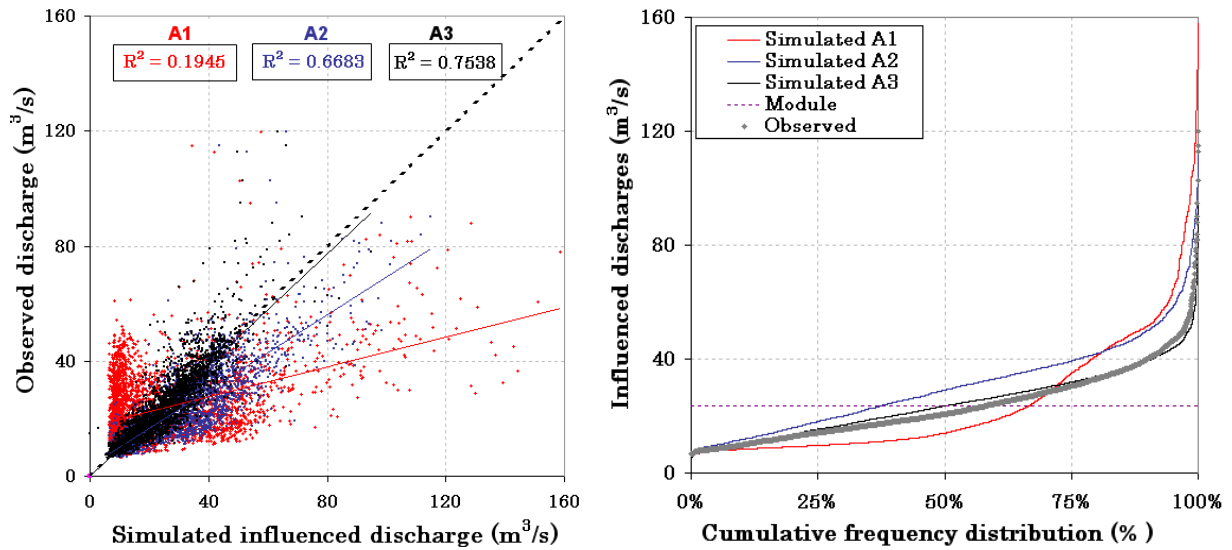 A1 A2 A3
R² = 0.1945 R² = 0.6683 R² = 0.7538
Observed discharge (m³/s)
160
120
80
40
0
0 40 80 120 160
Simulated influenced discharge (m³/s)
Simulated A1
Simulated A2
Simulated A3
Module
Observed
Influenced discharges (m³/s)
160
120
80
40
0
0% 25% 50% 75% 100%
Cumulative frequency distribution (% )